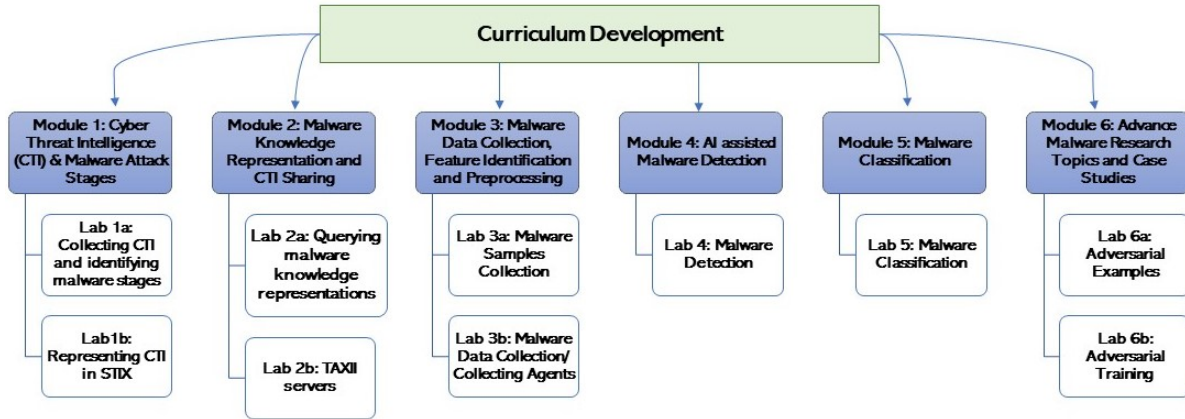 Curriculum Development
Module 1: Cyber
Threat Intelligence
(CTI) & Malware Attack
Stages
Lab 1a:
Collecting CTI
and identifying
malware stages
Lab1b:
Representing CTI
in STIX
Module 2: Malware
Knowledge
Representation and
CTI Sharing
Lab 2a: Querying
malware
knowledge
representations
Lab 2b: TAXII
servers
Module 3: Malware
Data Collection,
Feature Identification
and Preprocessing
Lab 3a: Malware
Samples
Collection
Lab 3b: Malware
Data Collection/
Collecting Agents
Module 4: AI assisted
Malware Detection
Lab 4: Malware
Detection
Module 5: Malware
Classification
Lab 5: Malware
Classification
Module 6: Advance
Malware Research
Topics and Case
Studies
Lab 6a:
Adversarial
Examples
Lab 6b:
Adversarial
Training